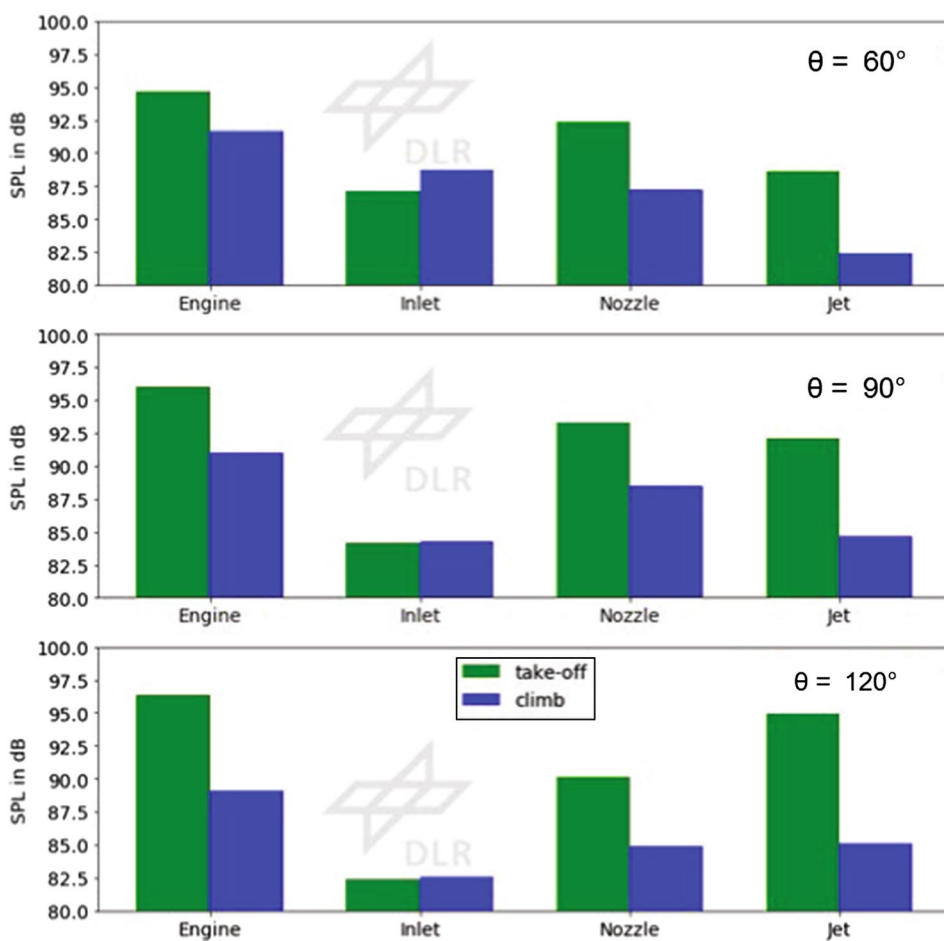 100.0
97.5
95.0
92.5
90.0
87.5
85.0
82.5
80.0
SPL in dB
θ = 60°
DLR
Engine Inlet Nozzle Jet
100.0
97.5
95.0
92.5
90.0
87.5
85.0
82.5
80.0
SPL in dB
θ = 90°
DLR
Engine Inlet Nozzle Jet
100.0
97.5
95.0
92.5
90.0
87.5
85.0
82.5
80.0
SPL in dB
take-off
climb
θ = 120°
DLR
Engine Inlet Nozzle Jet